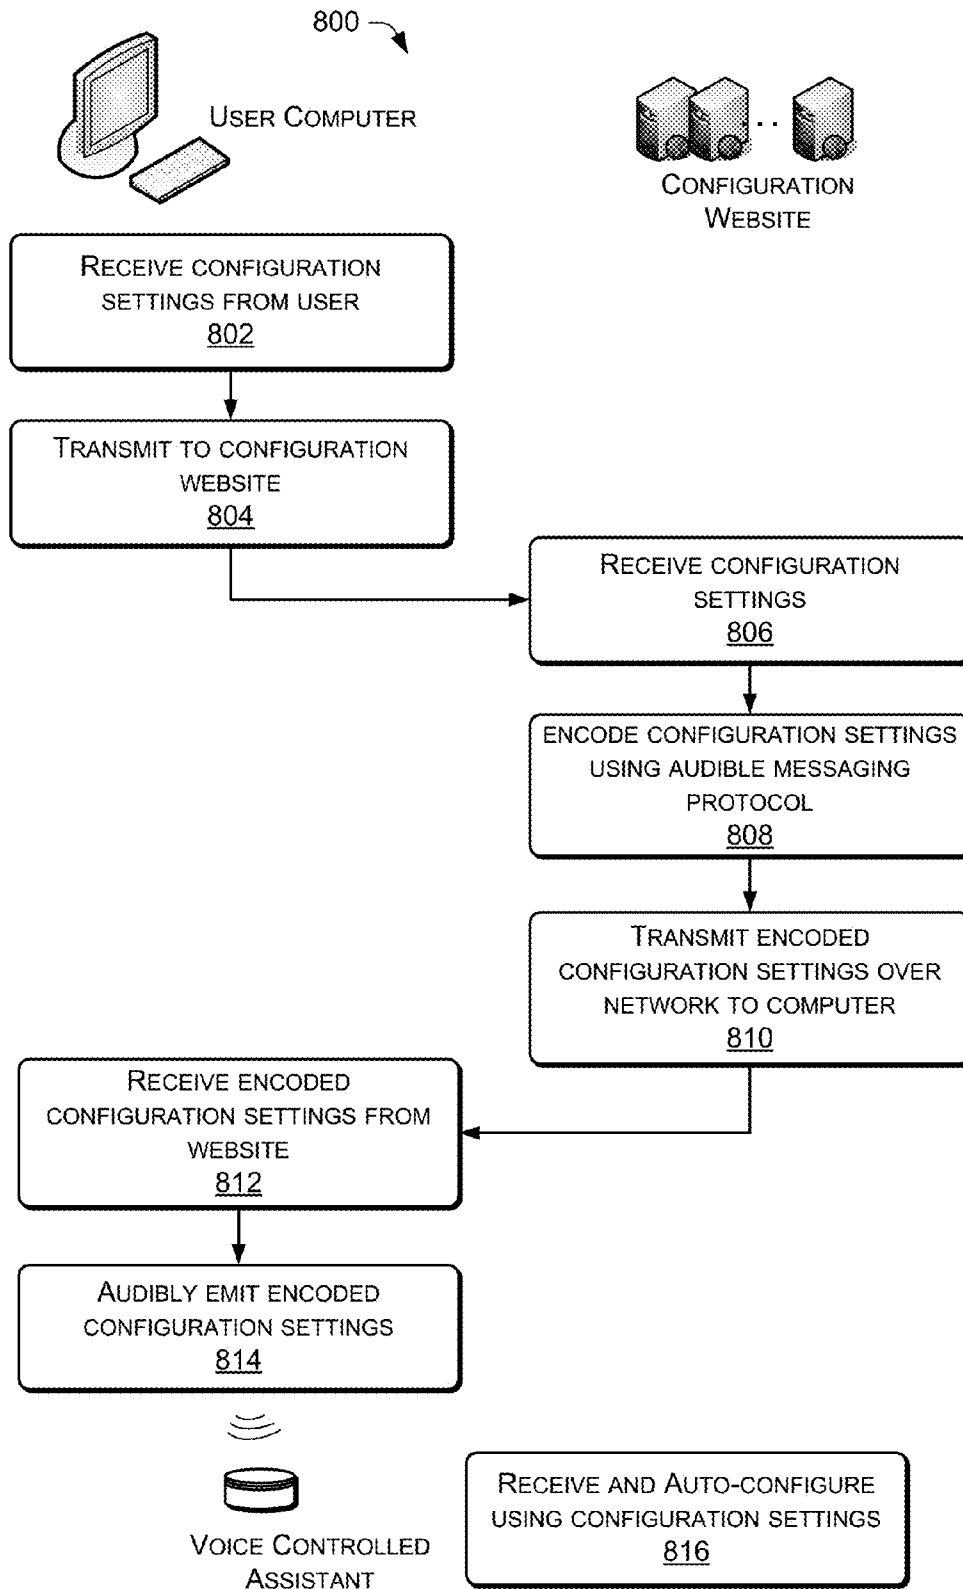 800
USER COMPUTER
CONFIGURATION
WEBSITE
RECEIVE CONFIGURATION
SETTINGS FROM USER
802
TRANSMIT TO CONFIGURATION
WEBSITE
804
RECEIVE CONFIGURATION
SETTINGS
806
ENCODE CONFIGURATION SETTINGS
USING AUDIBLE MESSAGING
PROTOCOL
808
TRANSMIT ENCODED
CONFIGURATION SETTINGS OVER
NETWORK TO COMPUTER
810
RECEIVE ENCODED
CONFIGURATION SETTINGS FROM
WEBSITE
812
AUDIBLY EMIT ENCODED
CONFIGURATION SETTINGS
814
VOICE CONTROLLED
ASSISTANT
RECEIVE AND AUTO-CONFIGURE
USING CONFIGURATION SETTINGS
816